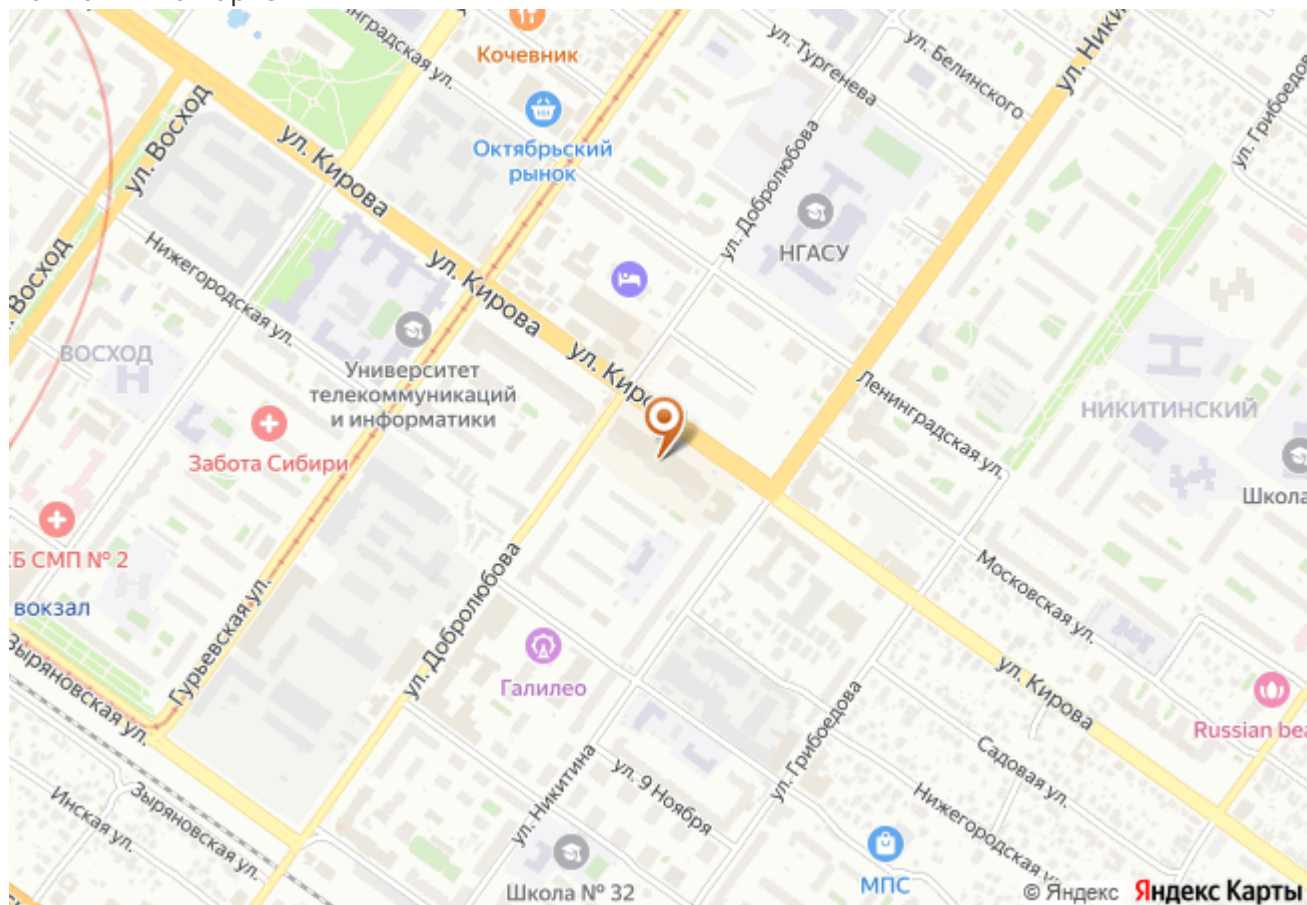 нградская ул.
Кочевник
ул. Тургенева
ул. Белинского
ул. Ники
ул. Грибоедова
ул. ВОСХОД
ул. Кирова
Октябрьский
рынок
ул. Добролюбова
НГАСУ
ВОСХОД
Нижегородская ул.
ул. Кирова
ул. Киро
ВОСХОД
Университет
телекоммуникаций
и информатики
Ленинградская ул.
НИКИТИНСКИЙ
Забота Сибири
Школа
КБ СМП № 2
вокзал
Московская ул.
Зыряновская ул.
Гурьевская ул.
ул. Добролюбова
Галилео
ул. Кирова
Russian bea
ул. Грибоедова
Садовая ул.
ул. Никитина
ул. 9 Ноября
Инская ул.
Зыряновская ул.
Нижегородская ул.
Школа № 32
МПС
© Яндекс Яндекс Карты